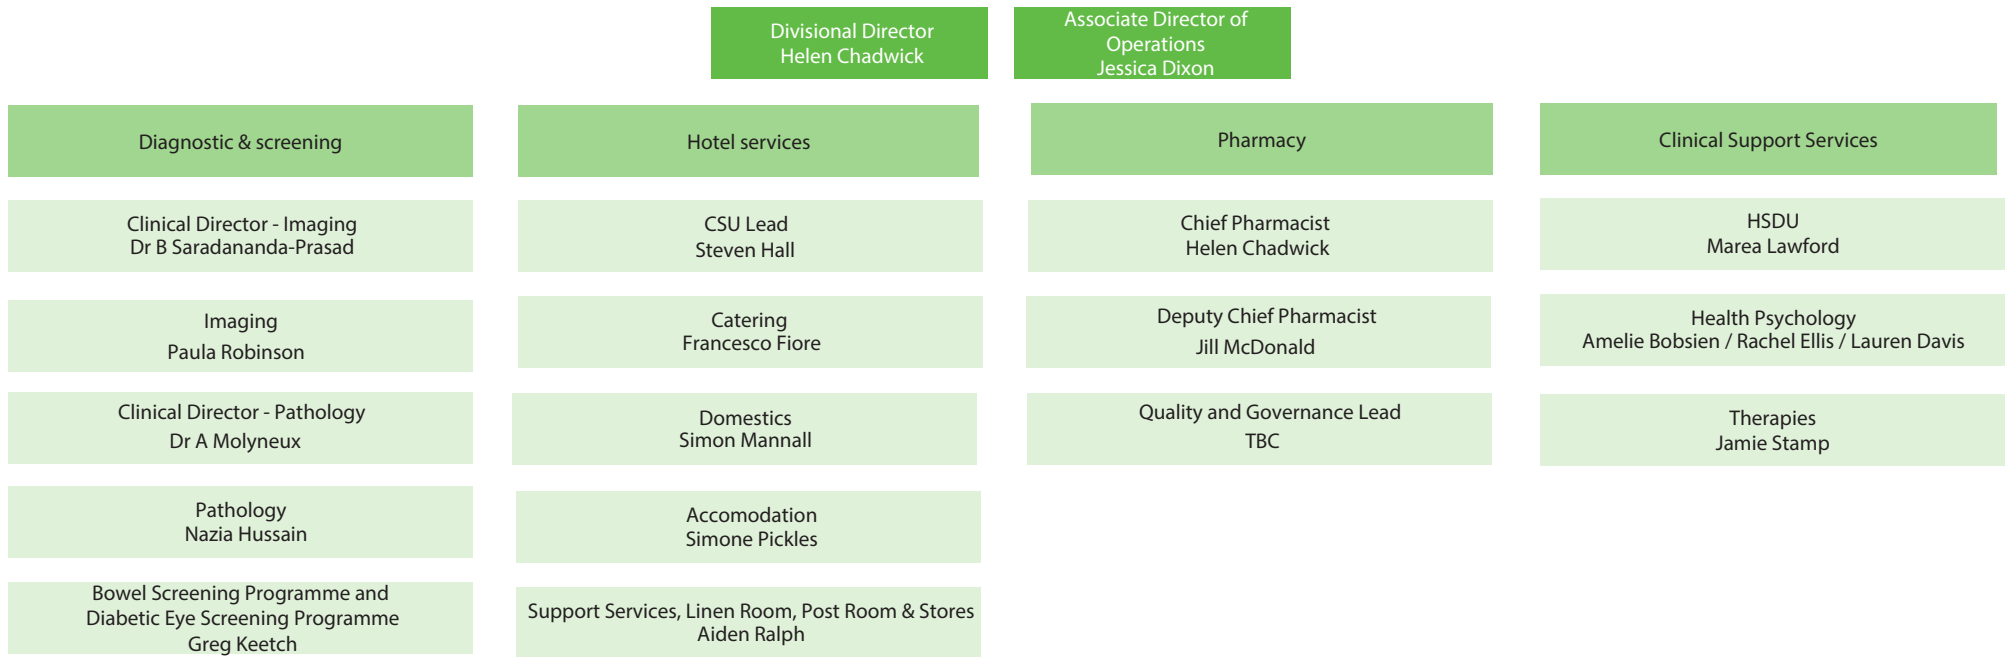 Divisional Director
Helen Chadwick
Associate Director of
Operations
Jessica Dixon
Diagnostic & screening
Clinical Director - Imaging
Dr B Saradananda-Prasad
Imaging
Paula Robinson
Clinical Director - Pathology
Dr A Molyneux
Pathology
Nazia Hussain
Bowel Screening Programme and
Diabetic Eye Screening Programme
Greg Keetch
Hotel services
CSU Lead
Steven Hall
Catering
Francesco Fiore
Domestics
Simon Mannall
Accomodation
Simone Pickles
Support Services, Linen Room, Post Room & Stores
Aiden Ralph
Pharmacy
Chief Pharmacist
Helen Chadwick
Deputy Chief Pharmacist
Jill McDonald
Quality and Governance Lead
TBC
Clinical Support Services
HSDU
Marea Lawford
Health Psychology
Amelie Bobsien / Rachel Ellis / Lauren Davis
Therapies
Jamie Stamp